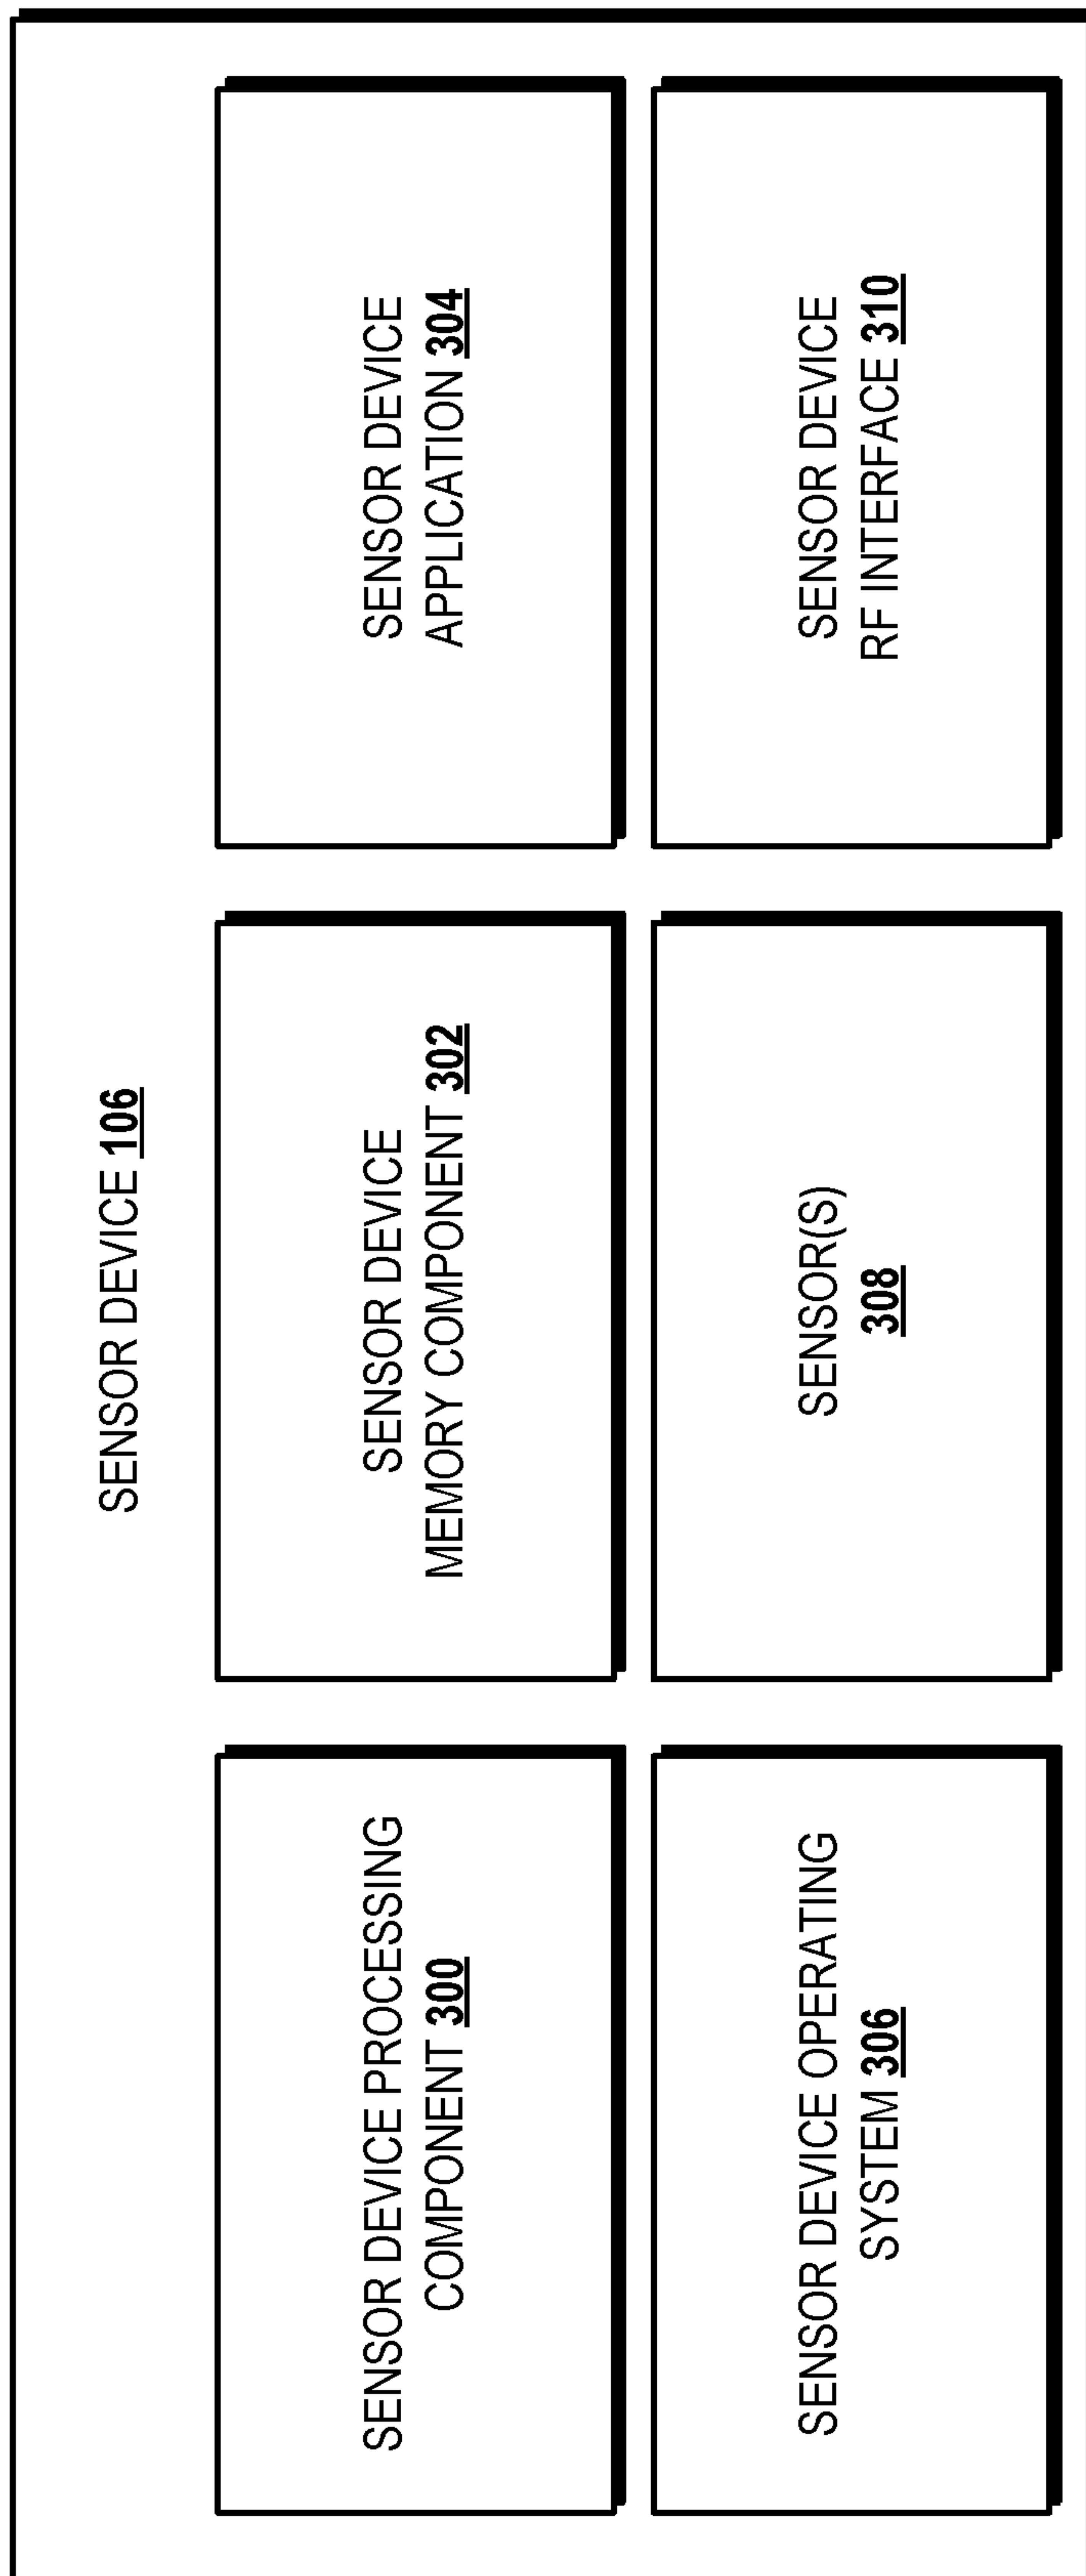 SENSOR DEVICE 106
SENSOR DEVICE PROCESSING
COMPONENT 300
SENSOR DEVICE
MEMORY COMPONENT 302
SENSOR DEVICE
APPLICATION 304
SENSOR DEVICE OPERATING
SYSTEM 306
SENSOR(S)
308
SENSOR DEVICE
RF INTERFACE 310